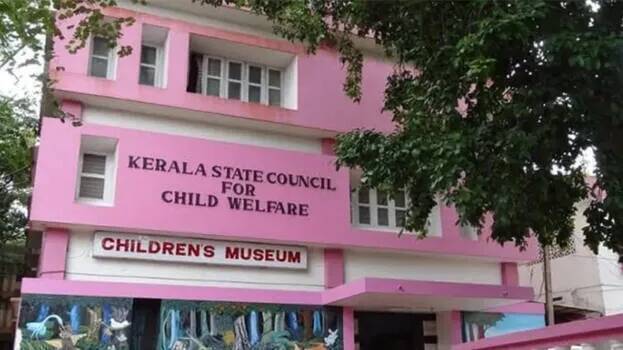 KERALA STATE COUNCIL
FOR
CHILD WELFARE
CHILDREN'S MUSEUM